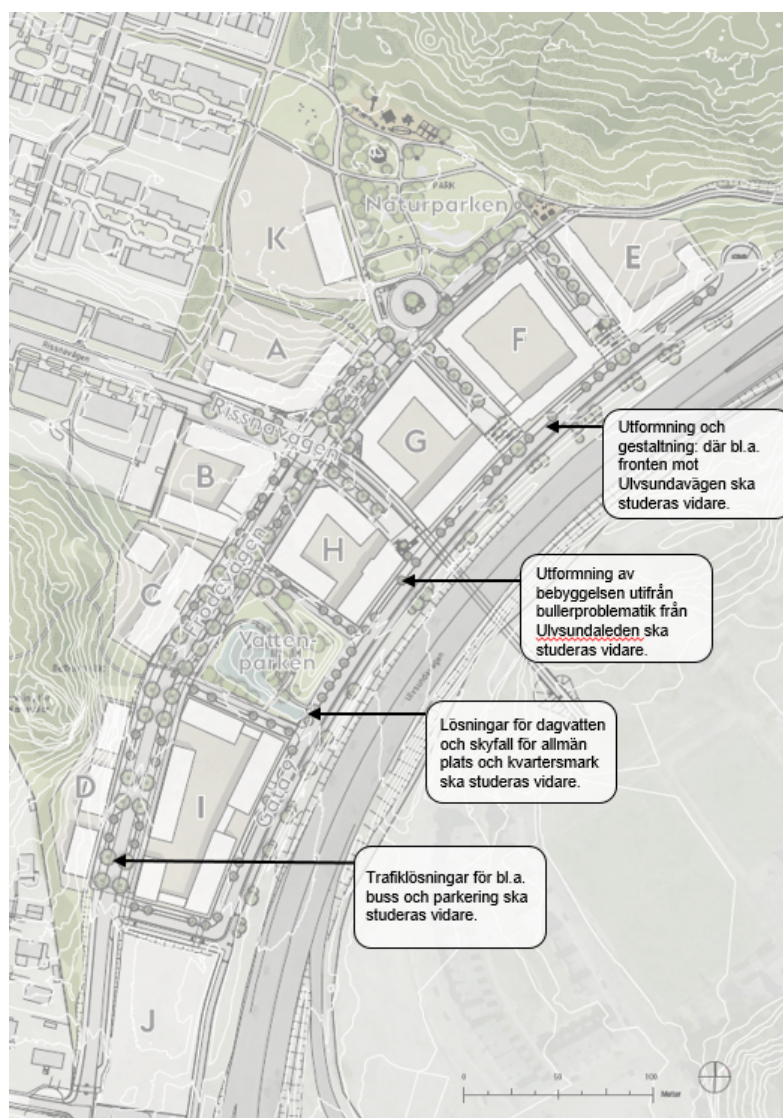 PARK
Naturparken
K
E
F
A
Rissnavägen
Rissnavägen
G
B
H
C
Frodevägen
Vatten-
parken
Ulvsundavägen
D
I
Gata
J
Utformning och
gestaltning: där bl.a.
fronten mot
Ulvsundavägen ska
studeras vidare.
Utformning av
bebyggelsen utifrån
bullerproblematik från
Ulvsundaleden ska
studeras vidare.
Lösningar för dagvatten
och skyfall för allmän
plats och kvartersmark
ska studeras vidare.
Trafiklösningar för bl.a.
buss och parkering ska
studeras vidare.
0 50 100
Meter